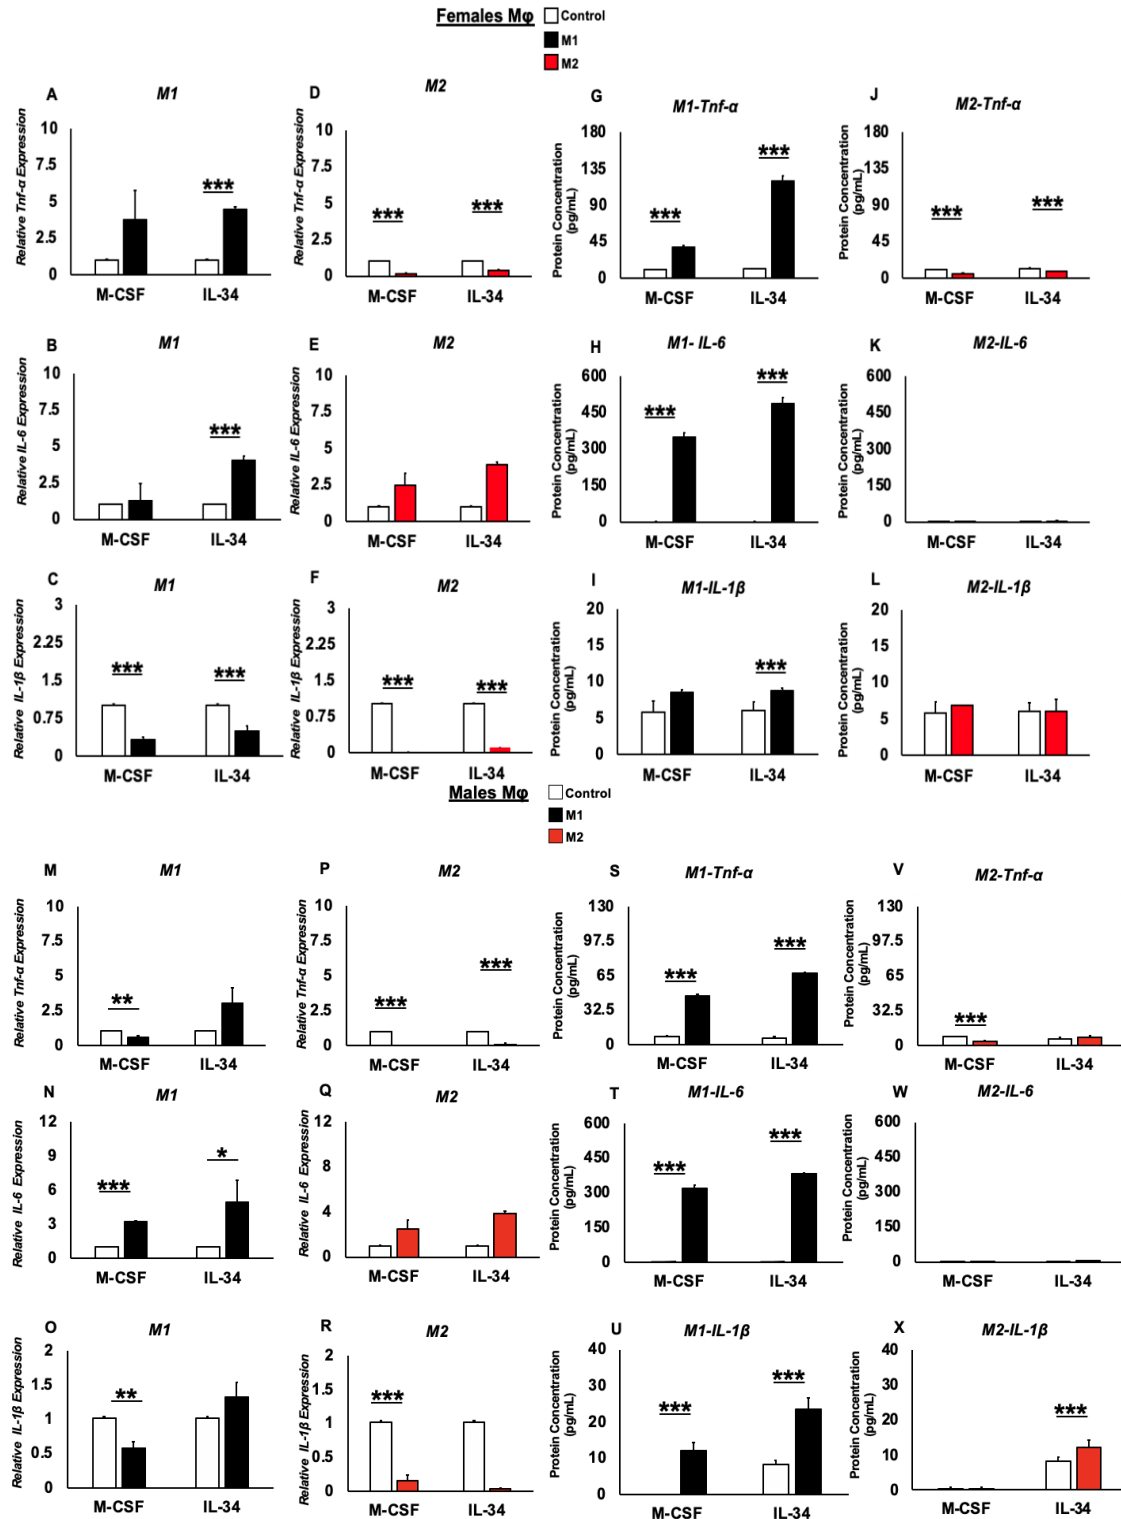 Females Mφ
Control
M1
M2
A
M1
Relative Tnf-α Expression
10
7.5
5
2.5
0
***
M-CSF
IL-34
D
M2
Relative Tnf-α Expression
10
7.5
5
2.5
0
***
***
M-CSF
IL-34
G
M1-Tnf-α
Protein Concentration
(pg/mL)
180
135
90
45
0
***
***
M-CSF
IL-34
J
M2-Tnf-α
Protein Concentration
(pg/mL)
180
135
90
45
0
***
***
M-CSF
IL-34
B
M1
Relative IL-6 Expression
10
7.5
5
2.5
0
***
M-CSF
IL-34
E
M2
Relative IL-6 Expression
10
7.5
5
2.5
0
M-CSF
IL-34
H
M1- IL-6
Protein Concentration
(pg/mL)
600
450
300
150
0
***
***
M-CSF
IL-34
K
M2-IL-6
Protein Concentration
(pg/mL)
600
450
300
150
0
M-CSF
IL-34
C
M1
Relative IL-1β Expression
3
2.25
1.5
0.75
0
***
***
M-CSF
IL-34
F
M2
Relative IL-1β Expression
3
2.25
1.5
0.75
0
***
***
M-CSF
IL-34
I
M1-IL-1β
Protein Concentration
(pg/mL)
20
15
10
5
0
***
M-CSF
IL-34
L
M2-IL-1β
Protein Concentration
(pg/mL)
20
15
10
5
0
M-CSF
IL-34
Males Mφ
Control
M1
M2
M
M1
Relative Tnf-α Expression
10
7.5
5
2.5
0
**
M-CSF
IL-34
P
M2
Relative Tnf-α Expression
10
7.5
5
2.5
0
***
***
M-CSF
IL-34
S
M1-Tnf-α
Protein Concentration
(pg/mL)
130
97.5
65
32.5
0
***
***
M-CSF
IL-34
V
M2-Tnf-α
Protein Concentration
(pg/mL)
130
97.5
65
32.5
0
***
M-CSF
IL-34
N
M1
Relative IL-6 Expression
12
9
6
3
0
***
*
M-CSF
IL-34
Q
M2
Relative IL-6 Expression
12
8
4
0
M-CSF
IL-34
T
M1-IL-6
Protein Concentration
(pg/mL)
600
450
300
150
0
***
***
M-CSF
IL-34
W
M2-IL-6
Protein Concentration
(pg/mL)
600
450
300
150
0
M-CSF
IL-34
O
M1
Relative IL-1β Expression
2
1.5
1
0.5
0
**
M-CSF
IL-34
R
M2
Relative IL-1β Expression
2
1.5
1
0.5
0
***
M-CSF
IL-34
U
M1-IL-1β
Protein Concentration
(pg/mL)
40
30
20
10
0
***
***
M-CSF
IL-34
X
M2-IL-1β
Protein Concentration
(pg/mL)
40
30
20
10
0
***
M-CSF
IL-34